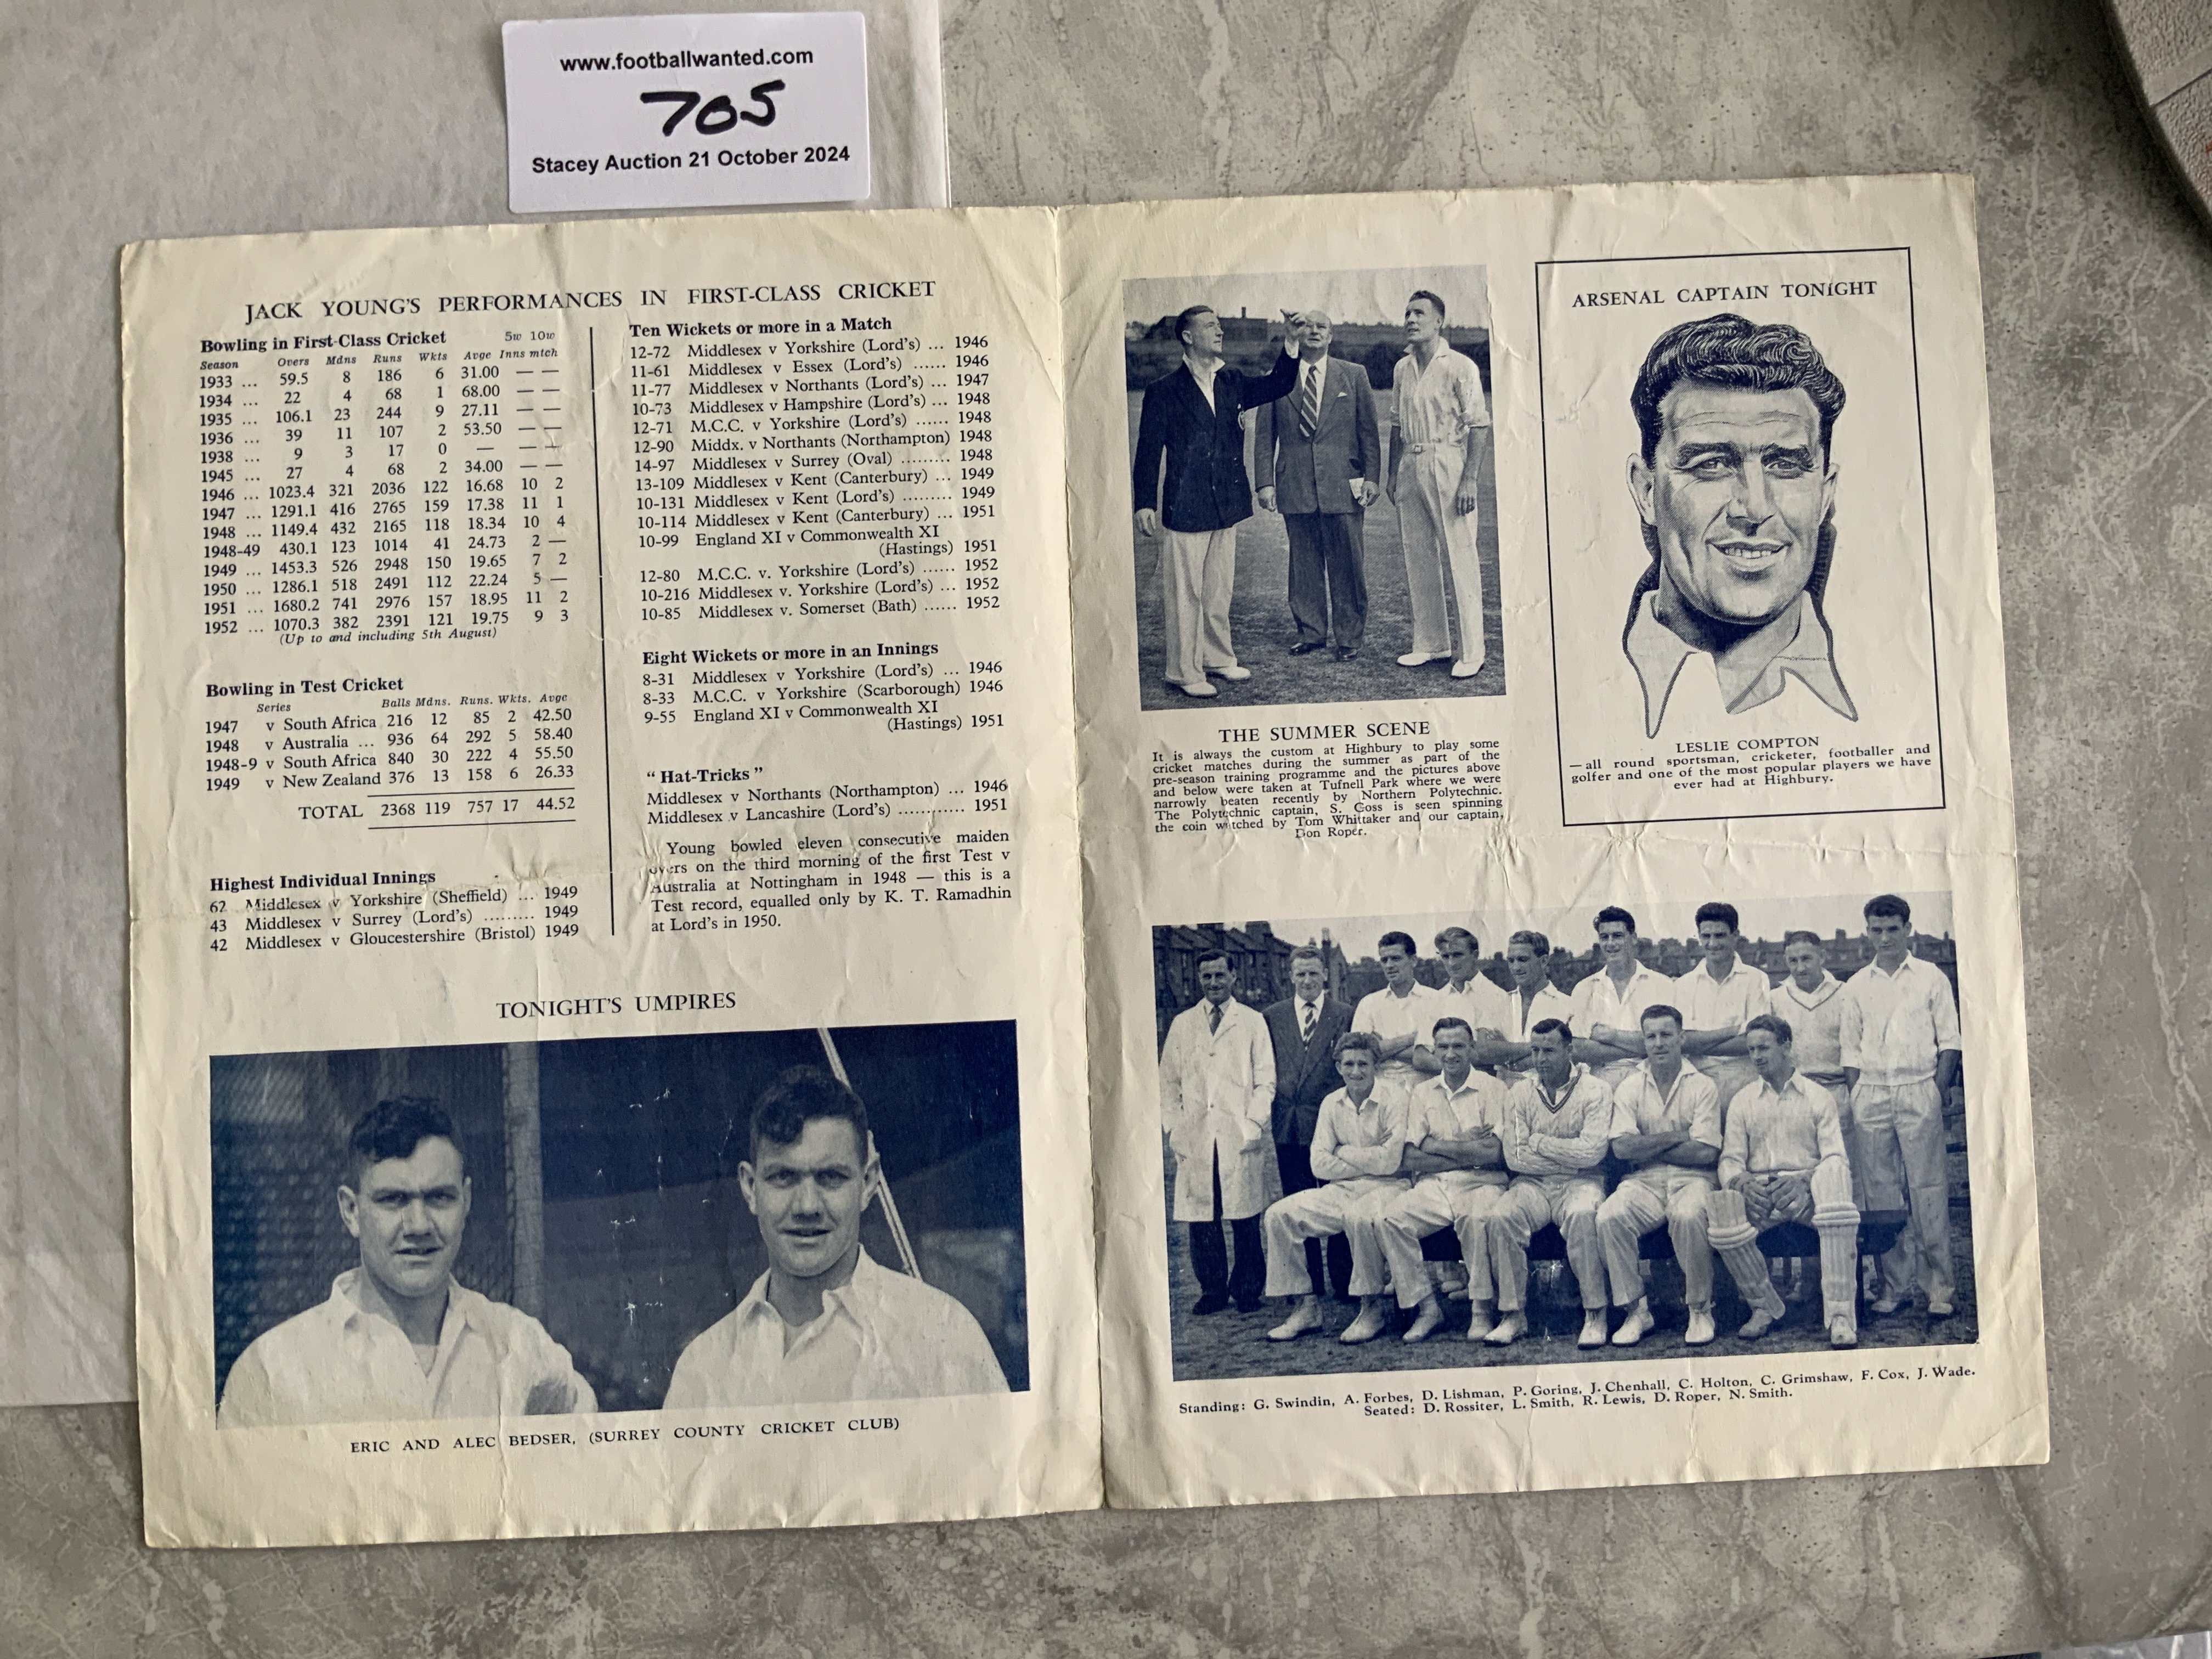 www.footballwanted.com
705
Stacey Auction 21 October 2024
JACK YOUNG'S PERFORMANCES IN FIRST-CLASS CRICKET
Bowling in First-Class Cricket 5w 10w
Season Overs Mdns Runs Wkts Avge Inns mtch
1933 ... 59.5 8 186 6 31.00 — —
1934 ... 22 4 68 1 68.00 — —
1935 ... 106.1 23 244 9 27.11 — —
1936 ... 39 11 107 2 53.50 — —
1938 ... 9 3 17 0 — — —
1945 ... 27 4 68 2 34.00 — —
1946 ... 1023.4 321 2036 122 16.68 10 2
1947 ... 1291.1 416 2765 159 17.38 11 1
1948 ... 1149.4 432 2165 118 18.34 10 4
1948-49 430.1 123 1014 41 24.73 2 —
1949 ... 1453.3 526 2948 150 19.65 7 2
1950 ... 1286.1 518 2491 112 22.24 5 —
1951 ... 1680.2 741 2976 157 18.95 11 2
1952 ... 1070.3 382 2391 121 19.75 9 3
(Up to and including 5th August)
Bowling in Test Cricket
Series Balls Mdns. Runs. Wkts. Avge
1947 v South Africa 216 12 85 2 42.50
1948 v Australia ... 936 64 292 5 58.40
1948-9 v South Africa 840 30 222 4 55.50
1949 v New Zealand 376 13 158 6 26.33
TOTAL 2368 119 757 17 44.52
Highest Individual Innings
62 Middlesex v Yorkshire (Sheffield) ... 1949
43 Middlesex v Surrey (Lord's) ......... 1949
42 Middlesex v Gloucestershire (Bristol) 1949
Ten Wickets or more in a Match
12-72 Middlesex v Yorkshire (Lord's) ... 1946
11-61 Middlesex v Essex (Lord's) ...... 1946
11-77 Middlesex v Northants (Lord's) ... 1947
10-73 Middlesex v Hampshire (Lord's) ... 1948
12-71 M.C.C. v Yorkshire (Lord's) ...... 1948
12-90 Middx. v Northants (Northampton) 1948
14-97 Middlesex v Surrey (Oval) ......... 1948
13-109 Middlesex v Kent (Canterbury) ... 1949
10-131 Middlesex v Kent (Lord's) ......... 1949
10-114 Middlesex v Kent (Canterbury) ... 1951
10-99 England XI v Commonwealth XI
(Hastings) 1951
12-80 M.C.C. v. Yorkshire (Lord's) ...... 1952
10-216 Middlesex v. Yorkshire (Lord's) ... 1952
10-85 Middlesex v. Somerset (Bath) ...... 1952
Eight Wickets or more in an Innings
8-31 Middlesex v Yorkshire (Lord's) ... 1946
8-33 M.C.C. v Yorkshire (Scarborough) 1946
9-55 England XI v Commonwealth XI
(Hastings) 1951
" Hat-Tricks "
Middlesex v Northants (Northampton) ... 1946
Middlesex v Lancashire (Lord's) ............ 1951
Young bowled eleven consecutive maiden
overs on the third morning of the first Test v
Australia at Nottingham in 1948 — this is a
Test record, equalled only by K. T. Ramadhin
at Lord's in 1950.
TONIGHT'S UMPIRES
ERIC AND ALEC BEDSER, (SURREY COUNTY CRICKET CLUB)
THE SUMMER SCENE
It is always the custom at Highbury to play some
cricket matches during the summer as part of the
pre-season training programme and the pictures above
and below were taken at Tufnell Park where we were
narrowly beaten recently by Northern Polytechnic.
The Polytechnic captain, S. Goss is seen spinning
the coin witched by Tom Whittaker and our captain,
Don Roper.
ARSENAL CAPTAIN TONIGHT
LESLIE COMPTON
— all round sportsman, cricketer, footballer and
golfer and one of the most popular players we have
ever had at Highbury.
Standing: G. Swindin, A. Forbes, D. Lishman, P. Goring, J. Chenhall, C. Holton, C. Grimshaw, F. Cox, J. Wade.
Seated: D. Rossiter, L. Smith, R. Lewis, D. Roper, N. Smith.